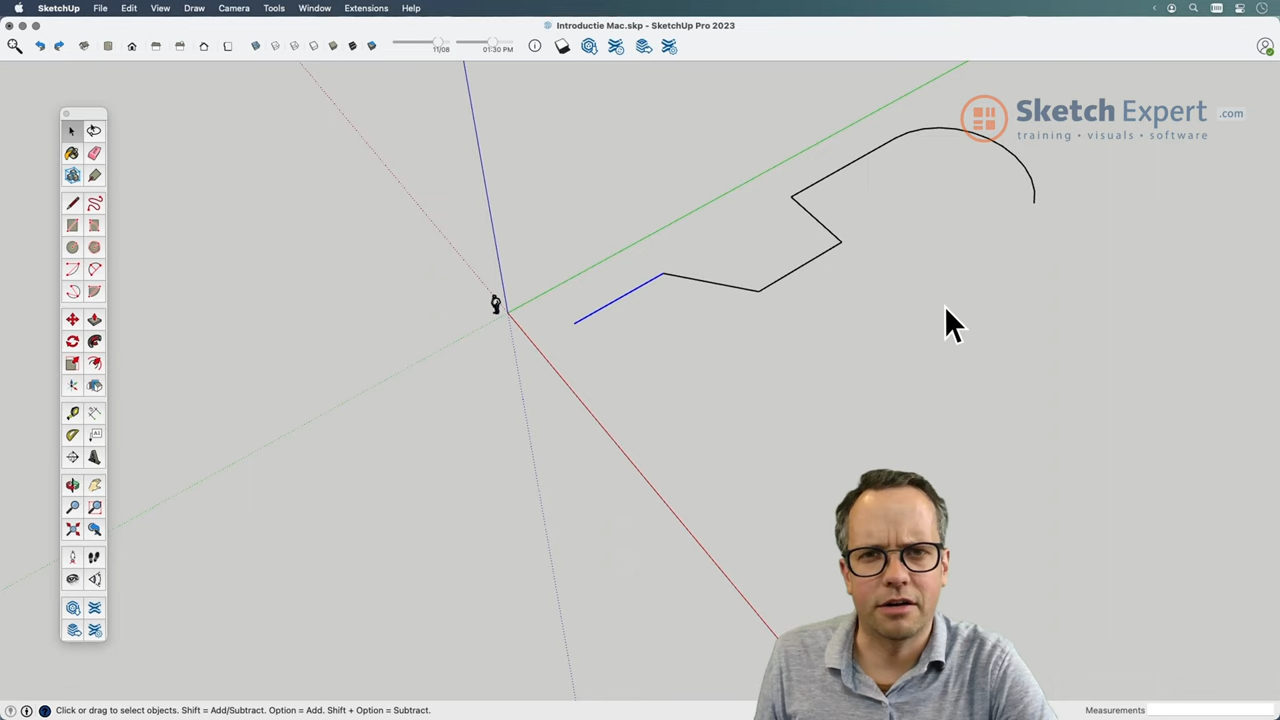 SketchUp File Edit View Draw Camera Tools Window Extensions Help
Introductie Mac.skp - SketchUp Pro 2023
11/08 01:30 PM
Sketch Expert .com
training • visuals • software
A1
Click or drag to select objects. Shift = Add/Subtract. Option = Add. Shift + Option = Subtract.
Measurements